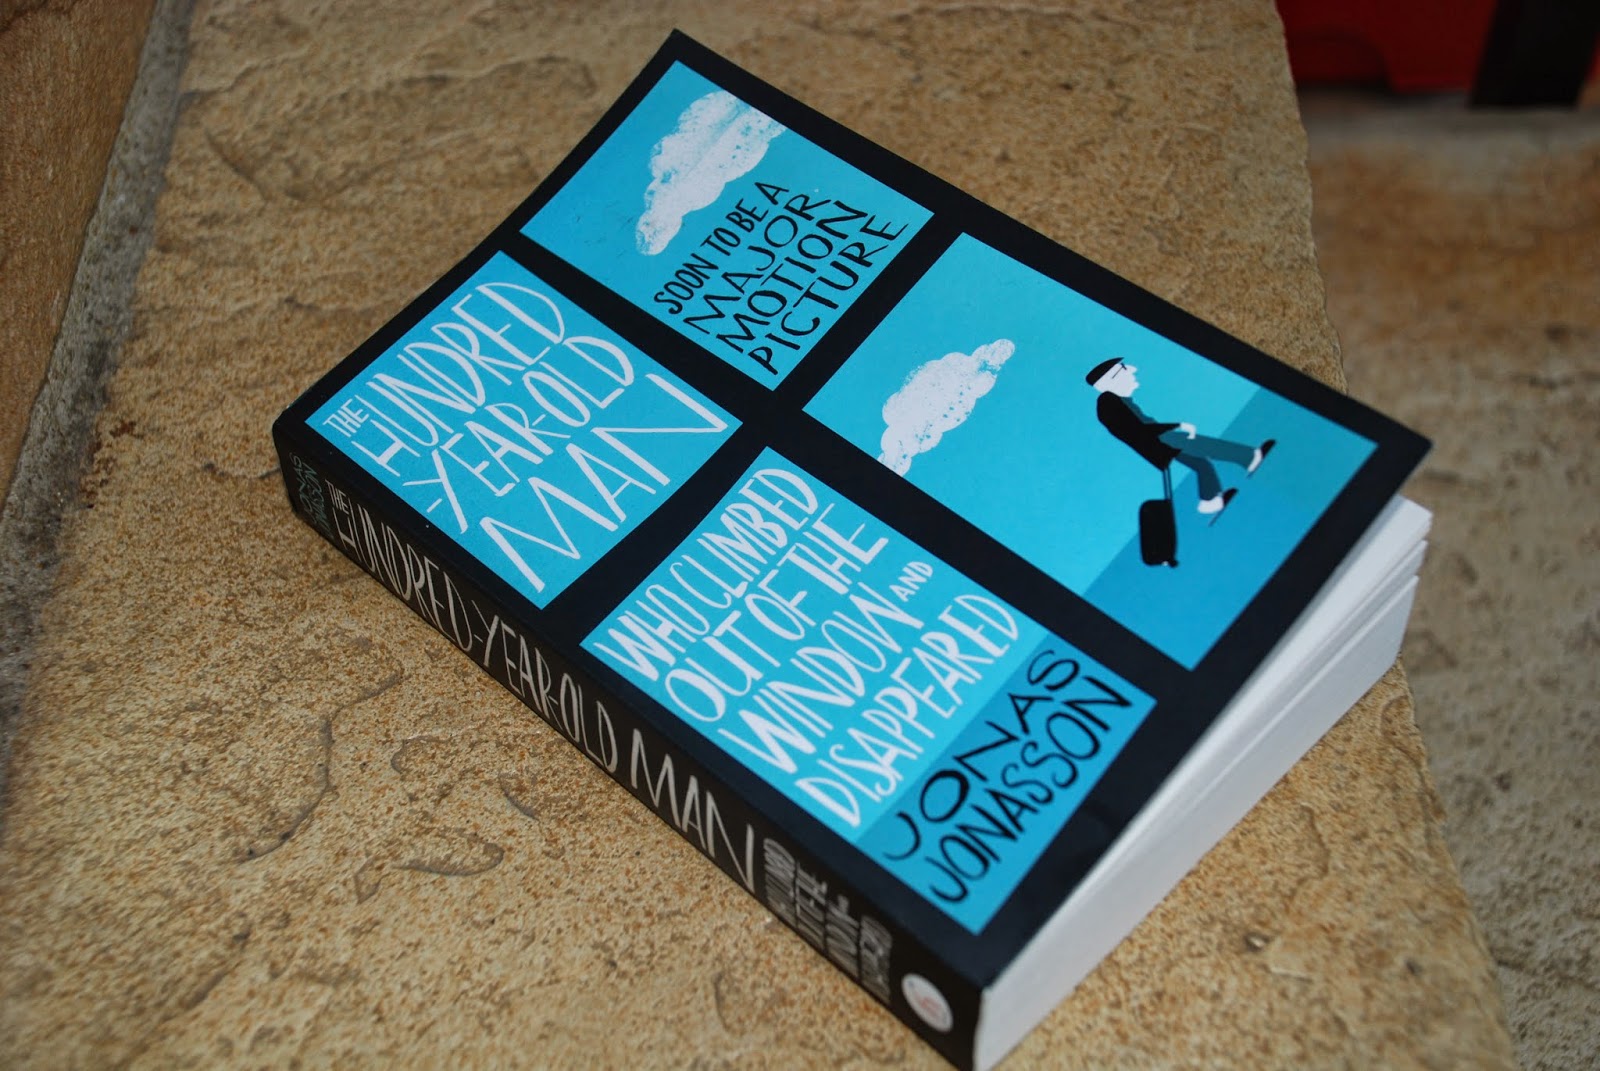 THE
HUNDRED
-YEAR-OLD
MAN
SOON TO BE A
MAJOR
MOTION
PICTURE
WHO CLIMBED
OUT OF THE
WINDOW AND
DISAPPEARED
JONAS
JONASSON
JONAS
JONASSON
THE HUNDRED-YEAR-OLD MAN